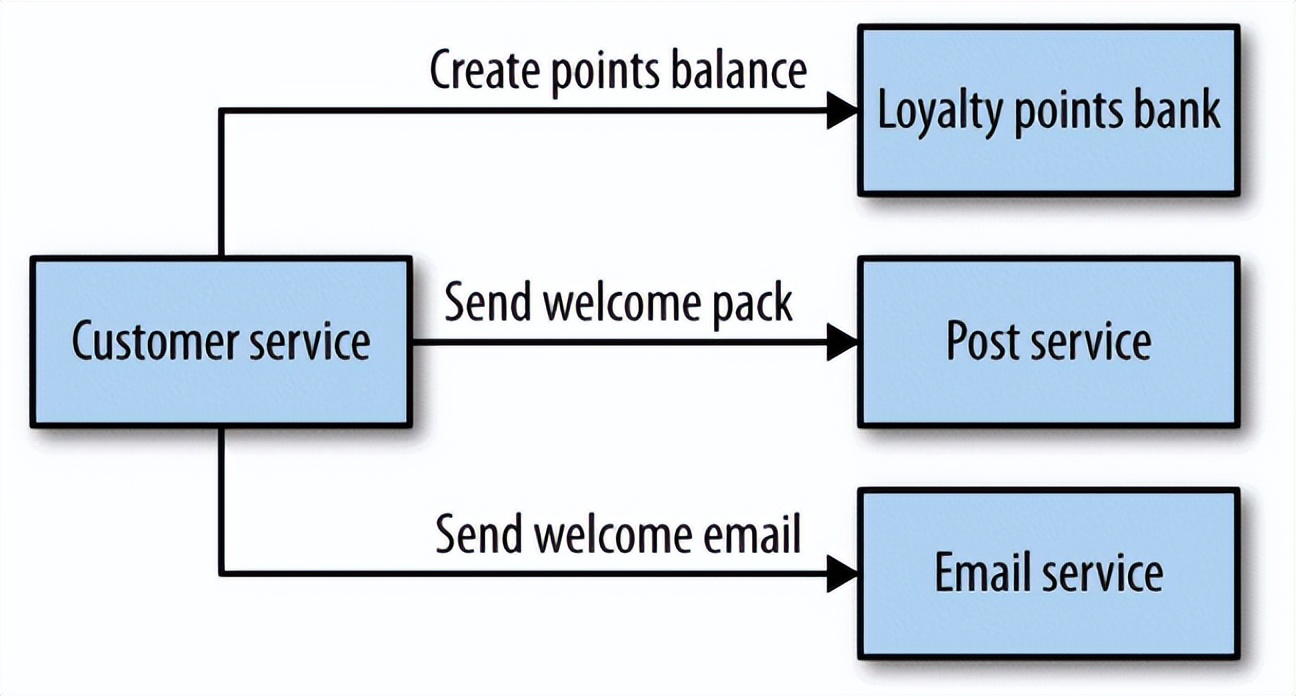 Create points balance
Loyalty points bank
Customer service
Send welcome pack
Post service
Send welcome email
Email service